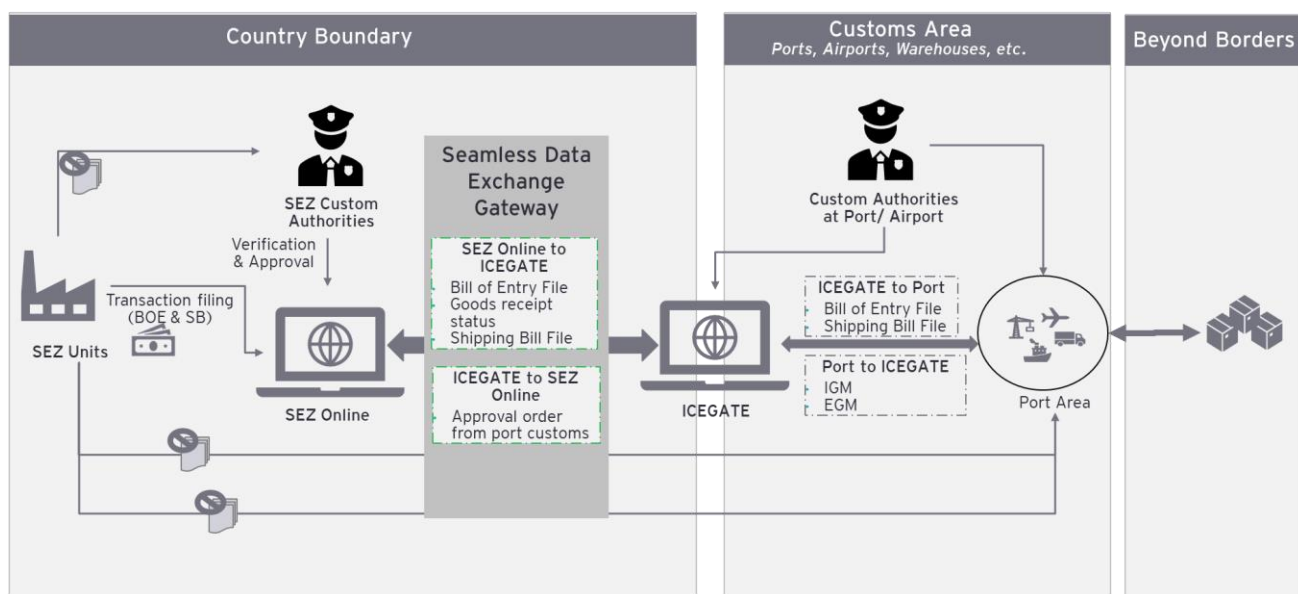 Country Boundary
Customs Area
Ports, Airports, Warehouses, etc.
Beyond Borders
SEZ Custom
Authorities
Verification
& Approval
Transaction filing
(BOE & SB)
SEZ Units
SEZ Online
Seamless Data
Exchange
Gateway
SEZ Online to
ICEGATE
Bill of Entry File
Goods receipt
status
Shipping Bill File
ICEGATE to SEZ
Online
Approval order
from port customs
ICEGATE
Custom Authorities
at Port/ Airport
ICEGATE to Port
Bill of Entry File
Shipping Bill File
Port to ICEGATE
IGM
EGM
Port Area